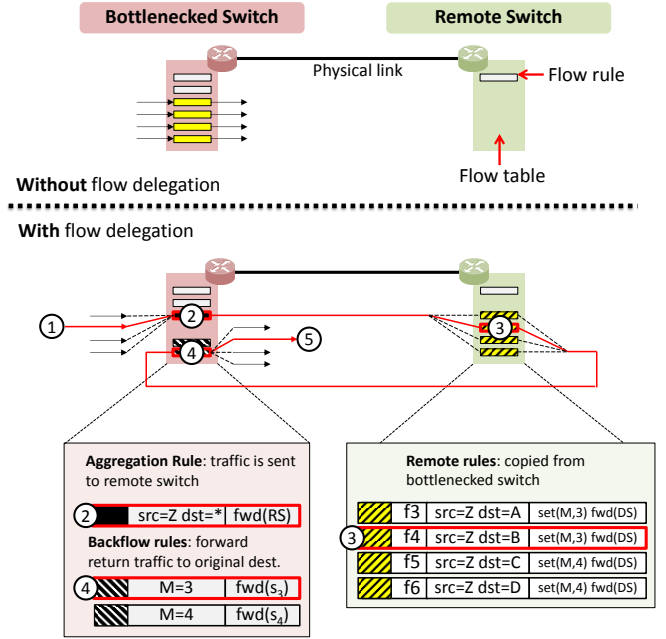 Bottlenecked Switch
Remote Switch
Physical link
Flow rule
Flow table
Without flow delegation
With flow delegation
1
2
3
4
5
Aggregation Rule: traffic is sent
to remote switch
2 src=Z dst=* fwd(RS)
Backflow rules: forward
return traffic to original dest.
4 M=3 fwd(s₃)
M=4 fwd(s₄)
Remote rules: copied from
bottlenecked switch
f3 src=Z dst=A set(M,3) fwd(DS)
3 f4 src=Z dst=B set(M,3) fwd(DS)
f5 src=Z dst=C set(M,4) fwd(DS)
f6 src=Z dst=D set(M,4) fwd(DS)